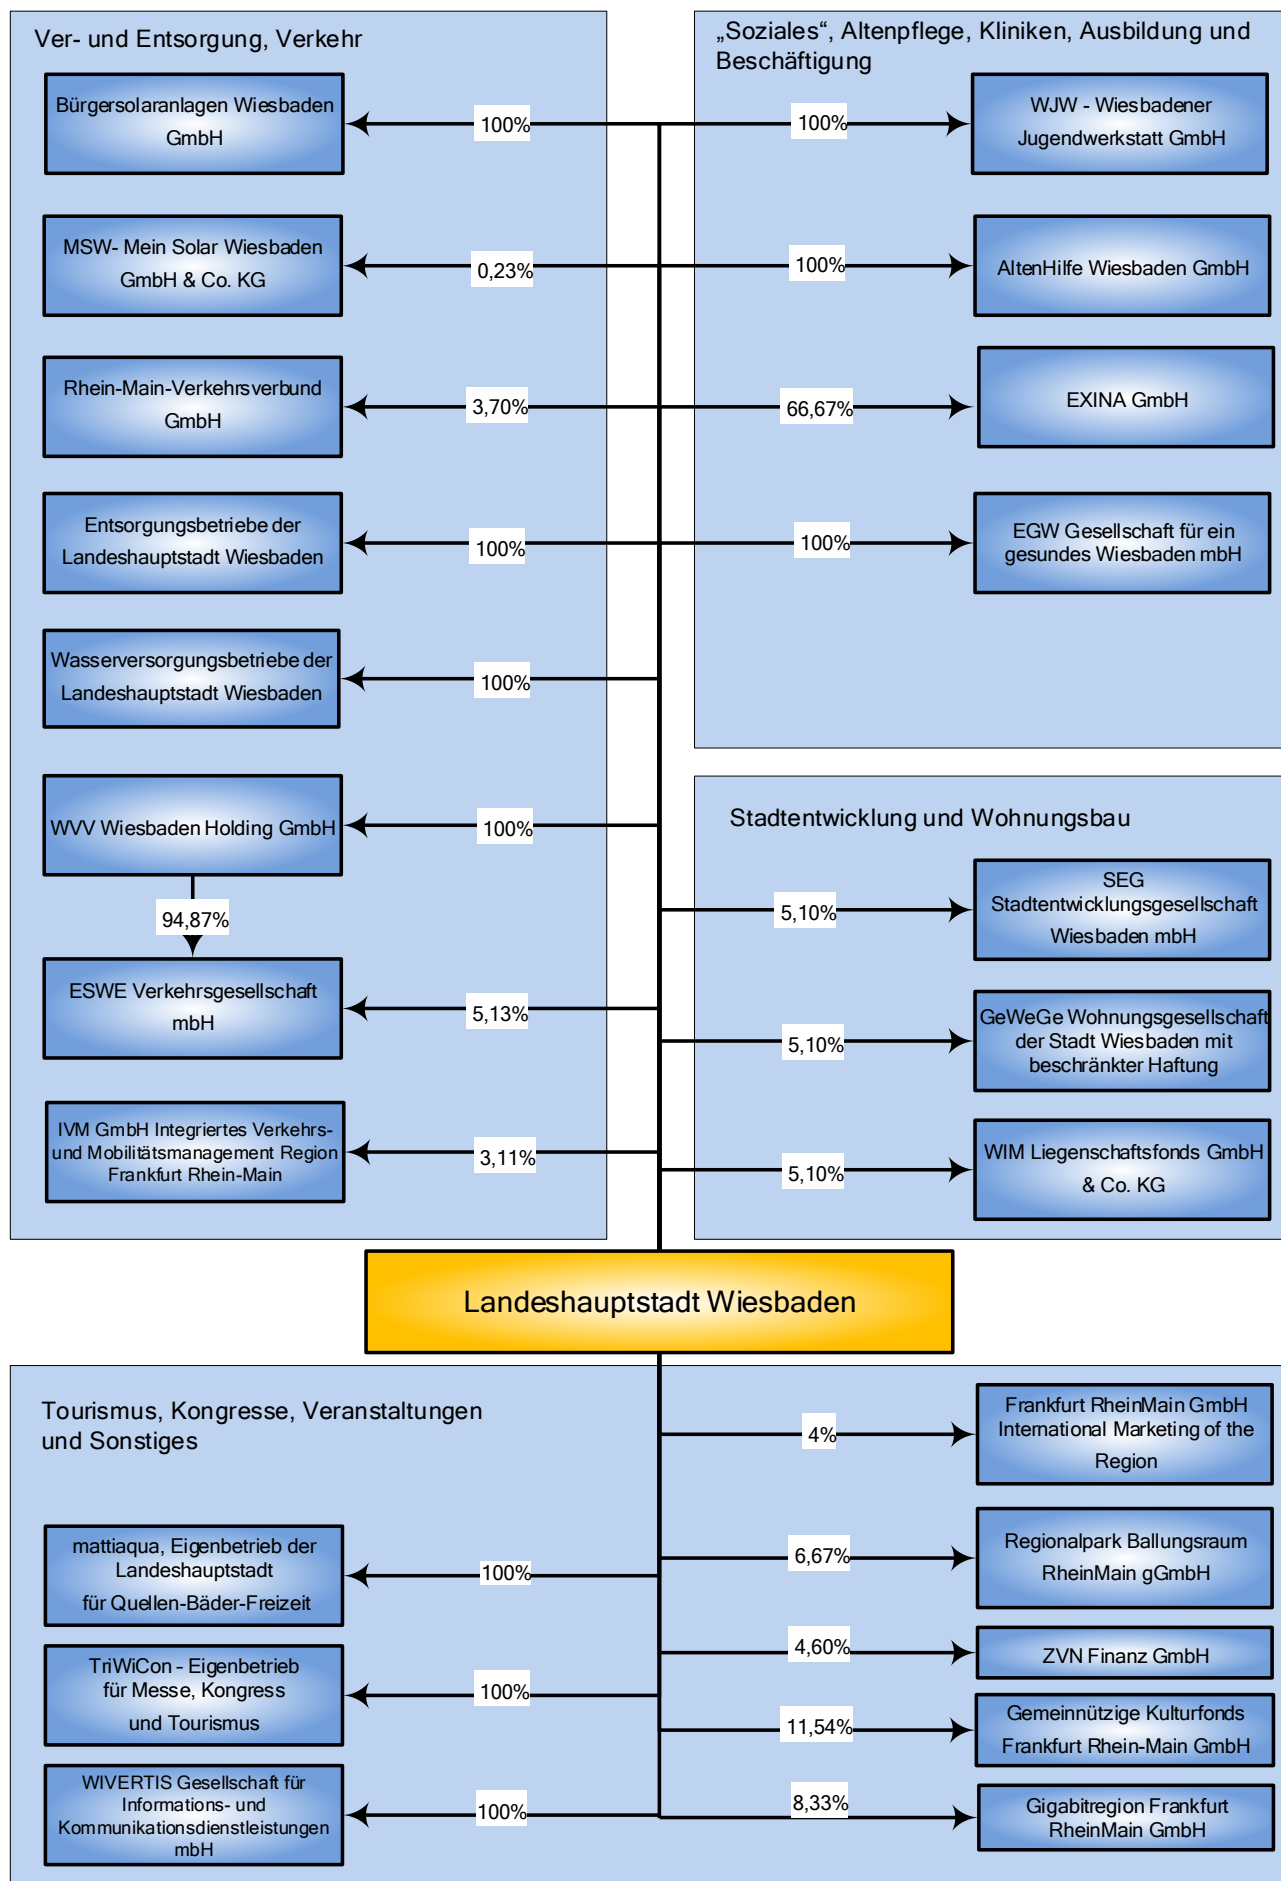 Ver- und Entsorgung, Verkehr
Bürgersolaranlagen Wiesbaden
GmbH
100%
MSW- Mein Solar Wiesbaden
GmbH & Co. KG
0,23%
Rhein-Main-Verkehrsverbund
GmbH
3,70%
Entsorgungsbetriebe der
Landeshauptstadt Wiesbaden
100%
Wasserversorgungsbetriebe der
Landeshauptstadt Wiesbaden
100%
WVV Wiesbaden Holding GmbH
100%
94,87%
ESWE Verkehrsgesellschaft
mbH
5,13%
IVM GmbH Integriertes Verkehrs-
und Mobilitätsmanagement Region
Frankfurt Rhein-Main
3,11%
„Soziales“, Altenpflege, Kliniken, Ausbildung und
Beschäftigung
100%
WJW - Wiesbadener
Jugendwerkstatt GmbH
100%
AltenHilfe Wiesbaden GmbH
66,67%
EXINA GmbH
100%
EGW Gesellschaft für ein
gesundes Wiesbaden mbH
Stadtentwicklung und Wohnungsbau
5,10%
SEG
Stadtentwicklungsgesellschaft
Wiesbaden mbH
5,10%
GeWeGe Wohnungsgesellschaft
der Stadt Wiesbaden mit
beschränkter Haftung
5,10%
WIM Liegenschaftsfonds GmbH
& Co. KG
Landeshauptstadt Wiesbaden
Tourismus, Kongresse, Veranstaltungen
und Sonstiges
mattiaqua, Eigenbetrieb der
Landeshauptstadt
für Quellen-Bäder-Freizeit
100%
TriWiCon - Eigenbetrieb
für Messe, Kongress
und Tourismus
100%
WIVERTIS Gesellschaft für
Informations- und
Kommunikationsdienstleistungen
mbH
100%
4%
Frankfurt RheinMain GmbH
International Marketing of the
Region
6,67%
Regionalpark Ballungsraum
RheinMain gGmbH
4,60%
ZVN Finanz GmbH
11,54%
Gemeinnützige Kulturfonds
Frankfurt Rhein-Main GmbH
8,33%
Gigabitregion Frankfurt
RheinMain GmbH